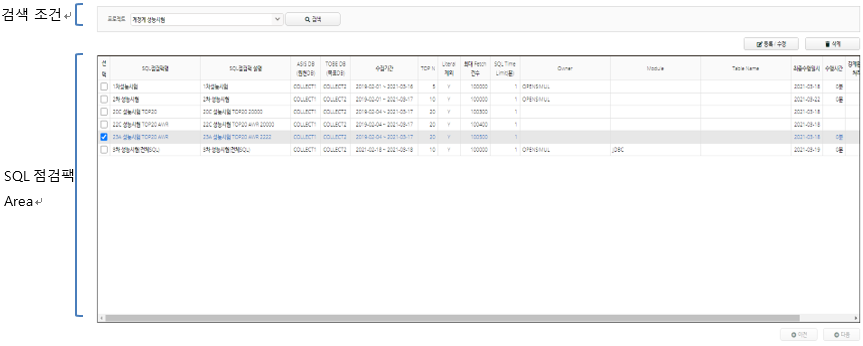 검색 조건
프로젝트 계정계 성능시험 검색
등록 / 수정 삭제
선택 SQL점검팩명 SQL점검팩 설명 ASIS DB (원천DB) TOBE DB (목표DB) 수집기간 TOP N Literal 제외 최대 Fetch 건수 SQL Time Limit(분) Owner Module Table Name 최종수행일시 수행시간
1차성능시험 1차성능시험 COLLECT1 COLLECT2 2019-02-01 ~ 2021-03-16 5 Y 100000 1 OPENSIMUL 2021-03-18 0분
2차 성능시험 2차 성능시험 COLLECT1 COLLECT2 2019-02-01 ~ 2021-03-17 10 Y 100000 1 OPENSIMUL 2021-03-22 0분
20C 성능시험 TOP20 20C 성능시험 TOP20 20000 COLLECT1 COLLECT2 2019-02-04 ~ 2021-03-17 20 Y 100300 1 2021-03-18
22C 성능시험 TOP20 AWR 22C 성능시험 TOP20 AWR 20000 COLLECT1 COLLECT2 2019-02-04 ~ 2021-03-17 20 Y 100400 1 2021-03-18
23A 성능시험 TOP20 AWR 23A 성능시험 TOP20 AWR 2222 COLLECT1 COLLECT2 2019-02-04 ~ 2021-03-17 20 Y 100500 1 2021-03-18 0분
3차 성능시험(전체SQL) 3차 성능시험(전체SQL) COLLECT1 COLLECT2 2021-02-15 ~ 2021-03-18 10 Y 100000 1 OPENSIMUL JDBC 2021-03-19 0분
SQL 점검팩
Area
이전 다음